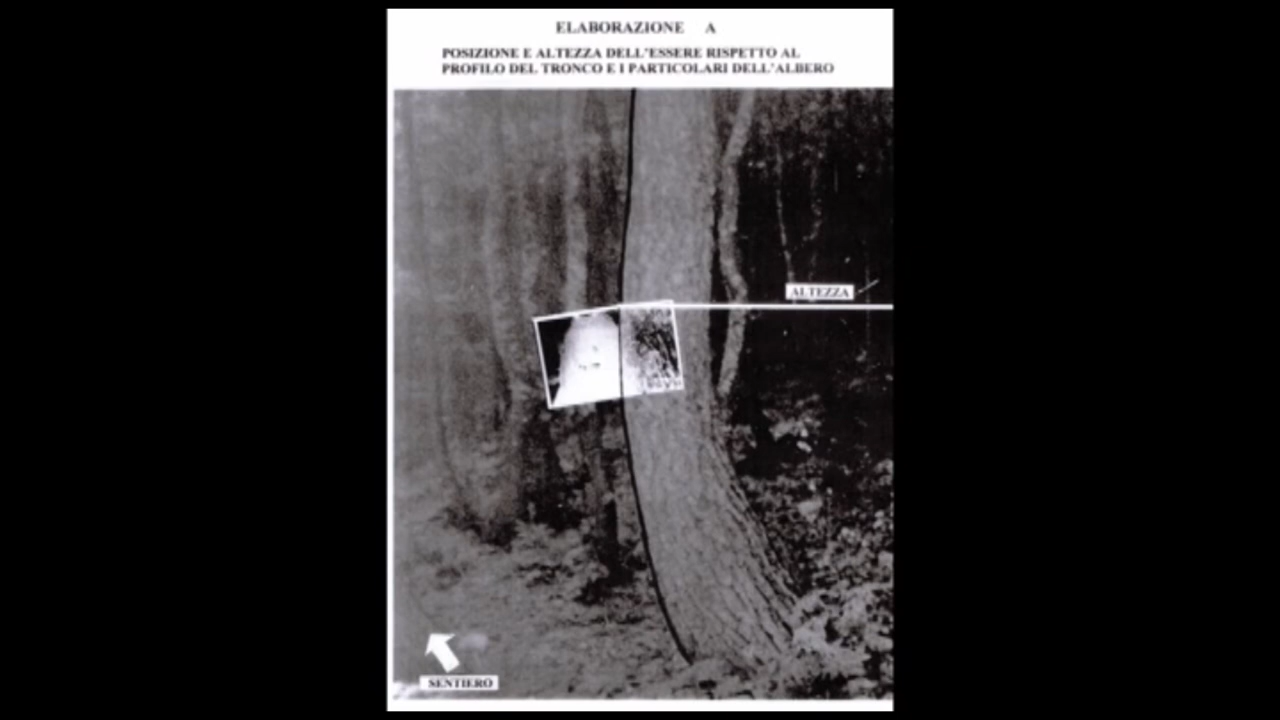 ELABORAZIONE A
POSIZIONE E ALTEZZA DELL'ESSERE RISPETTO AL
PROFILO DEL TRONCO E I PARTICOLARI DELL'ALBERO
ALTEZZA
SENTIERO